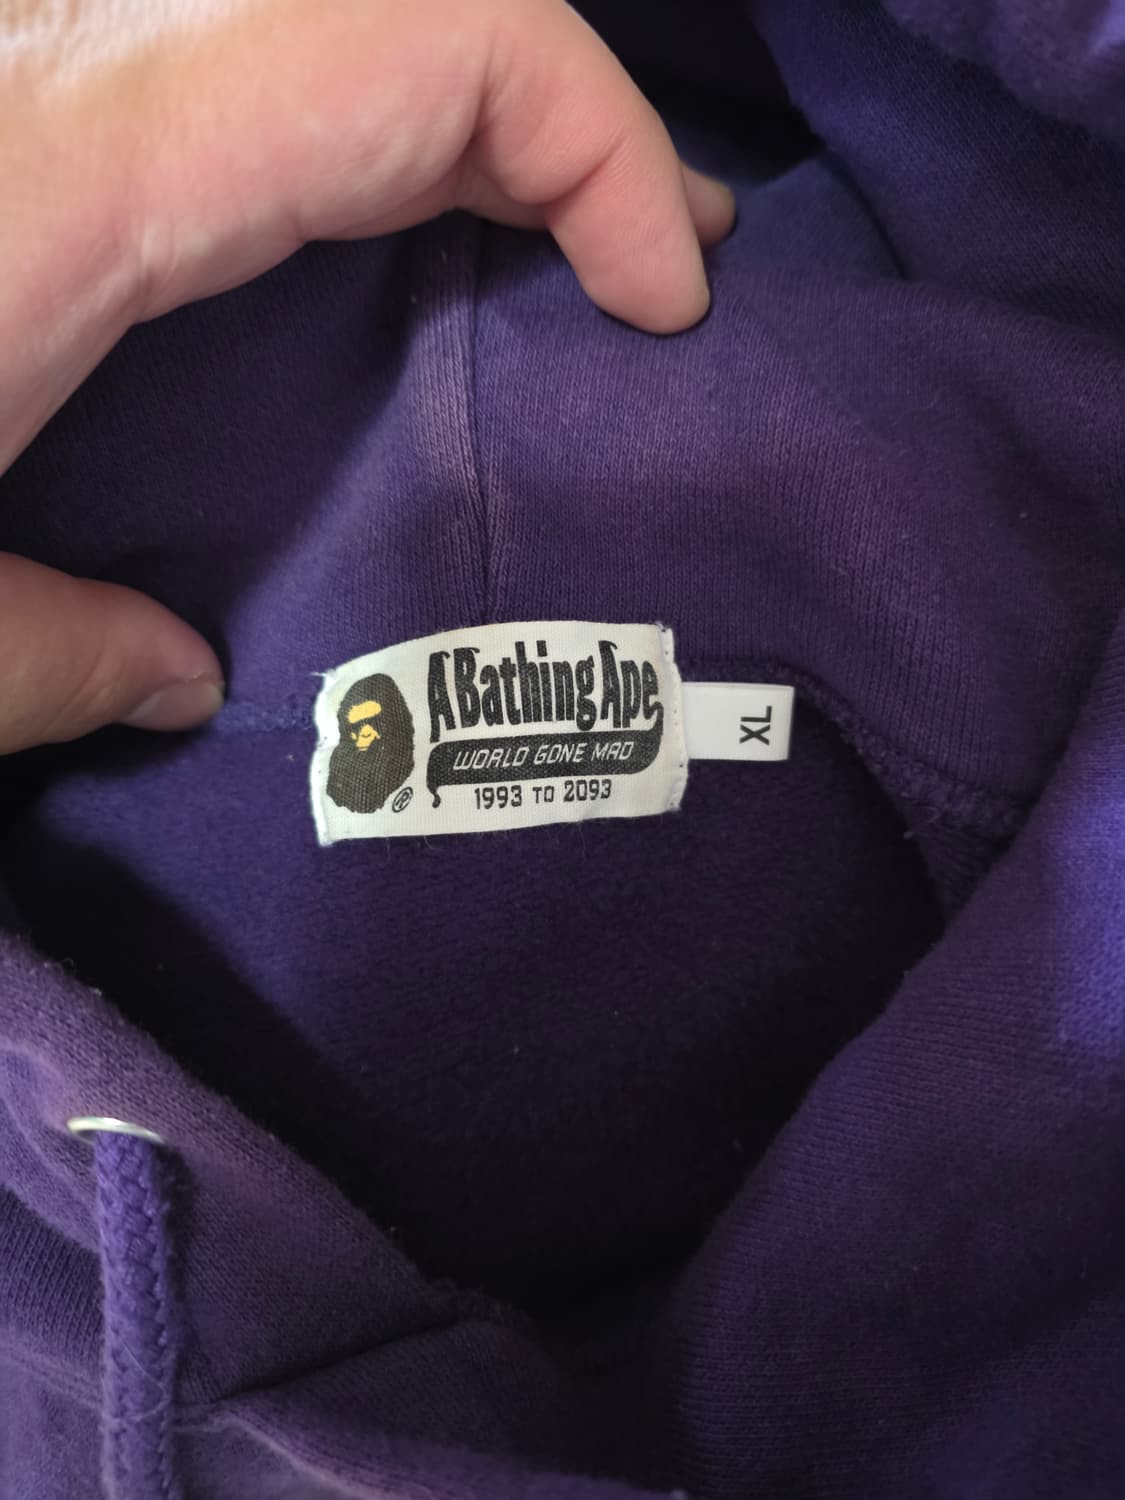 A Bathing Ape
WORLD GONE MAD
1993 TO 2093
®
XL